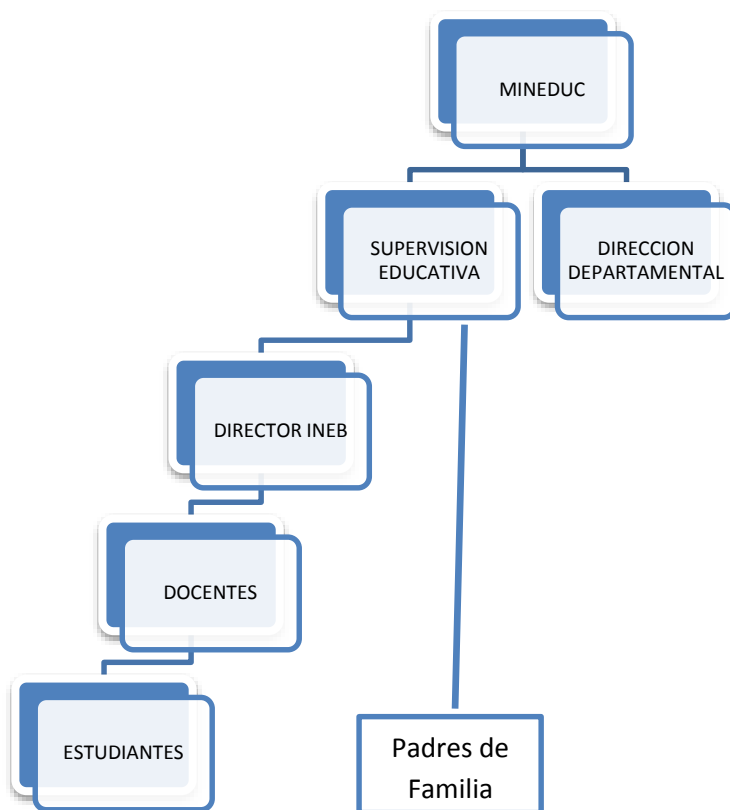 MINEDUC
SUPERVISION
EDUCATIVA
DIRECCION
DEPARTAMENTAL
DIRECTOR INEB
DOCENTES
ESTUDIANTES
Padres de
Familia